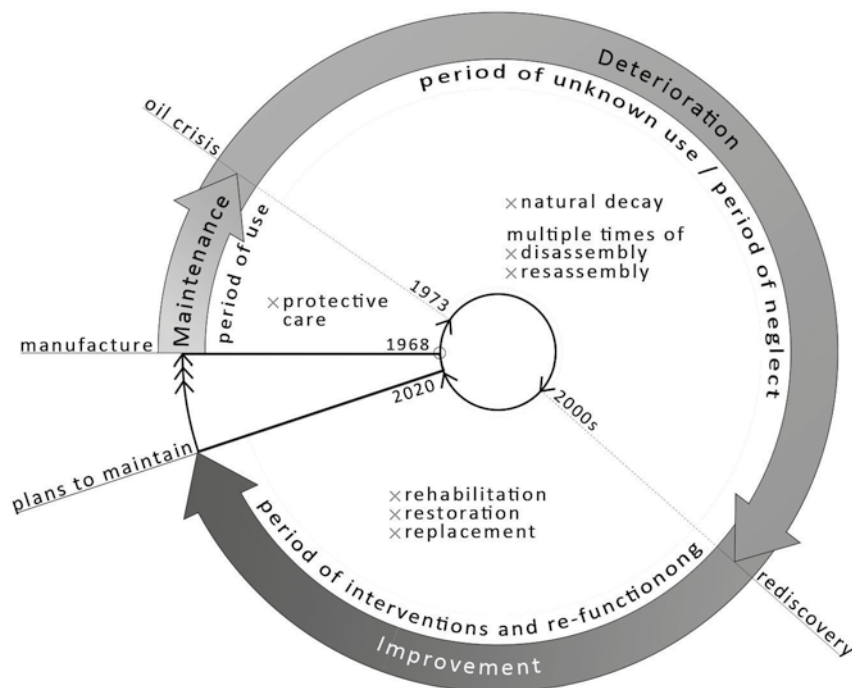 Deterioration
period of unknown use / period of neglect
oil crisis
Maintenance
period of use
×natural decay
multiple times of
×disassembly
×resassembly
1973
×protective
care
manufacture
1968
2020
2000s
plans to maintain
×rehabilitation
×restoration
×replacement
period of interventions and re-functionong
rediscovery
Improvement